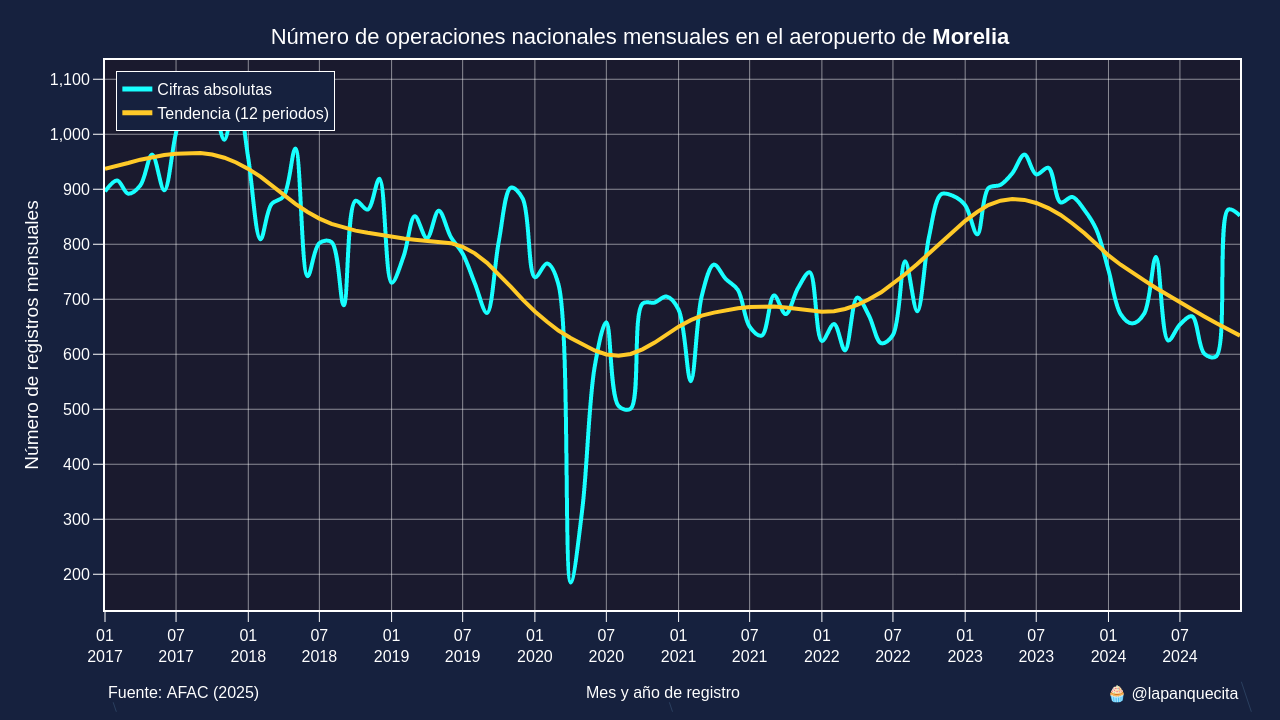 Número de operaciones nacionales mensuales en el aeropuerto de Morelia
Cifras absolutas
Tendencia (12 periodos)
Número de registros mensuales
1,100
1,000
900
800
700
600
500
400
300
200
01 07 01 07 01 07 01 07 01 07 01 07 01 07 01 07
2017 2017 2018 2018 2019 2019 2020 2020 2021 2021 2022 2022 2023 2023 2024 2024
Fuente: AFAC (2025)
Mes y año de registro
🧁 @lapanquecita